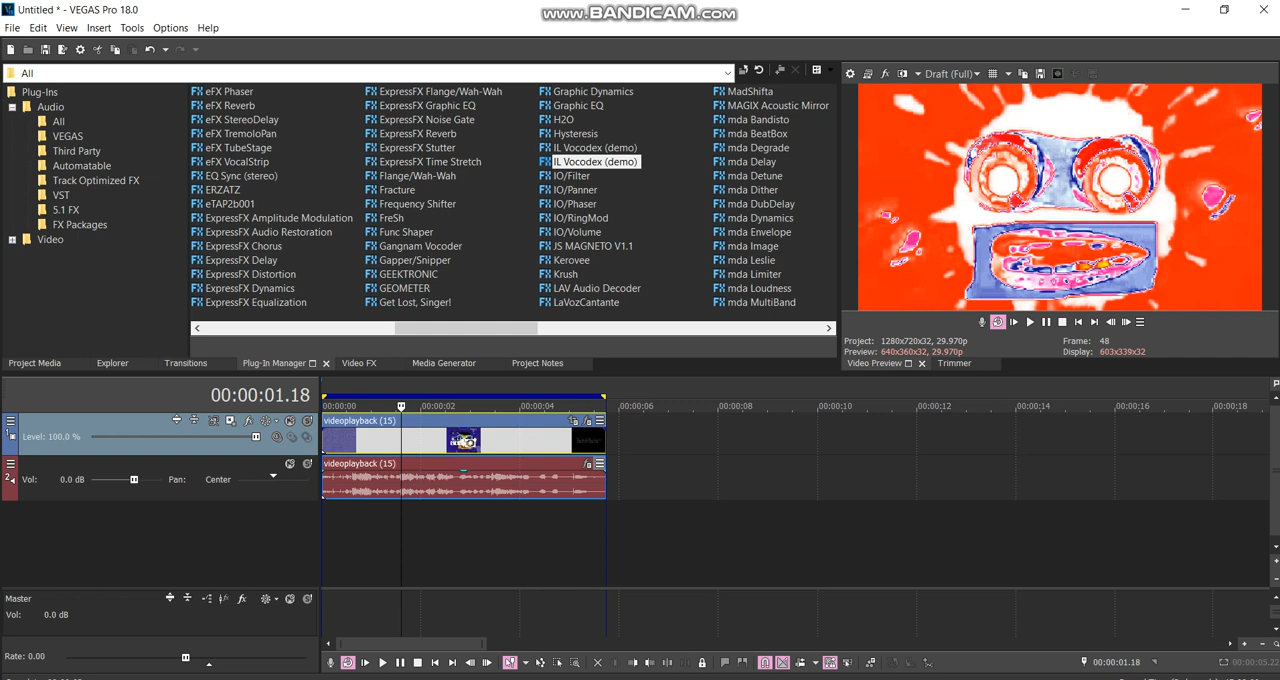 Untitled * - VEGAS Pro 18.0
www.BANDICAM.com
File Edit View Insert Tools Options Help
All
Plug-Ins
Audio
All
VEGAS
Third Party
Automatable
Track Optimized FX
VST
5.1 FX
FX Packages
Video
eFX Phaser
eFX Reverb
eFX StereoDelay
eFX TremoloPan
eFX TubeStage
eFX VocalStrip
EQ Sync (stereo)
ERZATZ
eTAP2b001
ExpressFX Amplitude Modulation
ExpressFX Audio Restoration
ExpressFX Chorus
ExpressFX Delay
ExpressFX Distortion
ExpressFX Dynamics
ExpressFX Equalization
ExpressFX Flange/Wah-Wah
ExpressFX Graphic EQ
ExpressFX Noise Gate
ExpressFX Reverb
ExpressFX Stutter
ExpressFX Time Stretch
Flange/Wah-Wah
Fracture
Frequency Shifter
FreSh
Func Shaper
Gangnam Vocoder
Gapper/Snipper
GEEKTRONIC
GEOMETER
Get Lost, Singer!
Graphic Dynamics
Graphic EQ
H2O
Hysteresis
IL Vocodex (demo)
IL Vocodex (demo)
IO/Filter
IO/Panner
IO/Phaser
IO/RingMod
IO/Volume
JS MAGNETO V1.1
Kerovee
Krush
LAV Audio Decoder
LaVozCantante
MadShifta
MAGIX Acoustic Mirror
mda Bandisto
mda BeatBox
mda Degrade
mda Delay
mda Detune
mda Dither
mda DubDelay
mda Dynamics
mda Envelope
mda Image
mda Leslie
mda Limiter
mda Loudness
mda MultiBand
Draft (Full)
Project: 1280x720x32, 29.970p
Preview: 640x360x32, 29.970p
Frame: 48
Display: 603x339x32
Video Preview Trimmer
Project Media Explorer Transitions Plug-In Manager Video FX Media Generator Project Notes
00:00:01.18
00:00:00 00:00:02 00:00:04 00:00:06 00:00:08 00:00:10 00:00:12 00:00:14 00:00:16 00:00:18
1
Level: 100.0 %
videoplayback (15)
2
Vol: 0.0 dB Pan: Center
videoplayback (15)
Master
Vol: 0.0 dB
Rate: 0.00
00:00:01.18
00:00:05.22